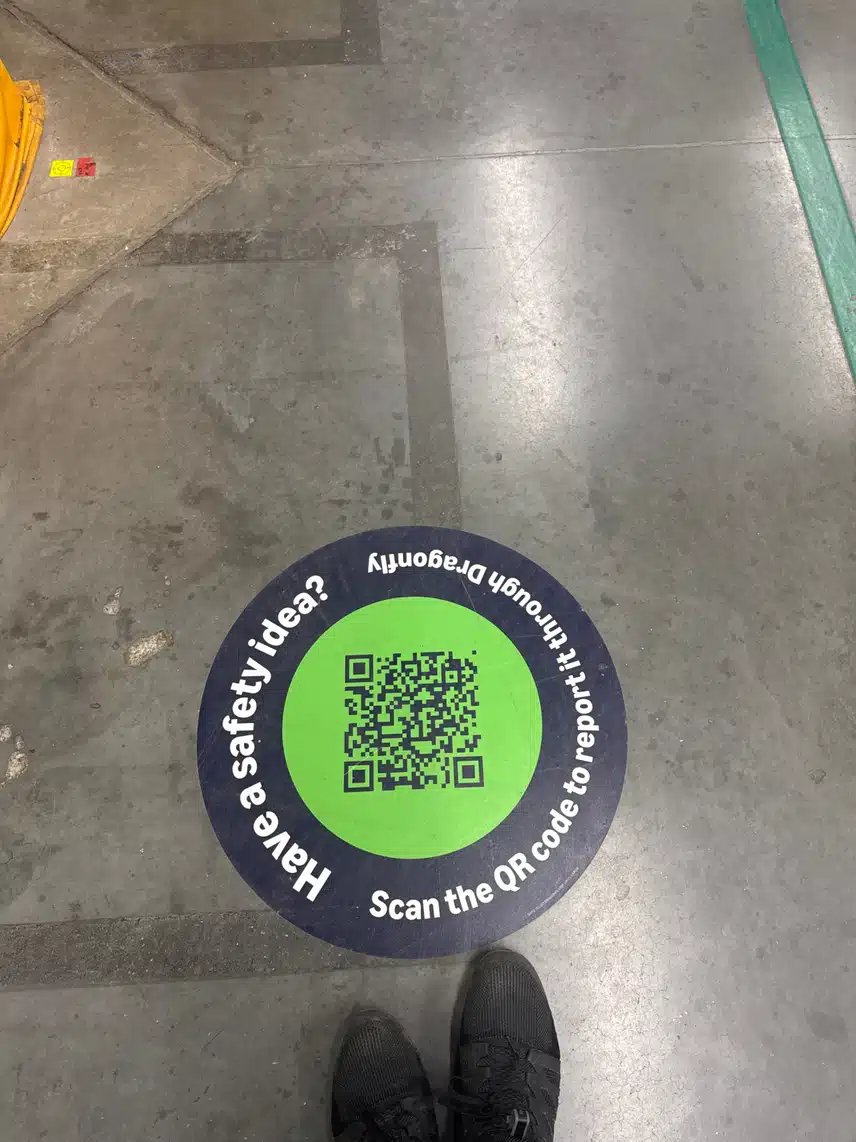 Have a safety idea?
Scan the QR code to report it through Dragonfly